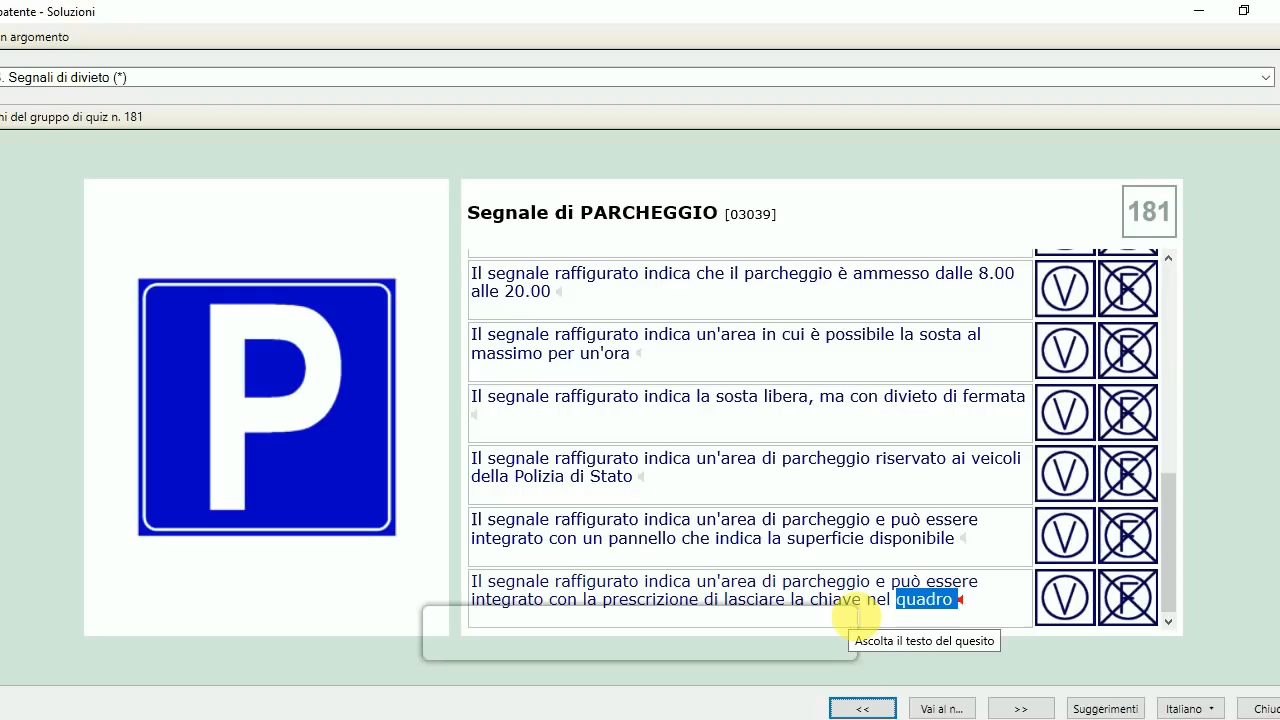 patente - Soluzioni
n argomento
. Segnali di divieto (*)
ni del gruppo di quiz n. 181
Segnale di PARCHEGGIO [03039]
181
Il segnale raffigurato indica che il parcheggio è ammesso dalle 8.00
alle 20.00
V F
Il segnale raffigurato indica un'area in cui è possibile la sosta al
massimo per un'ora
V F
Il segnale raffigurato indica la sosta libera, ma con divieto di fermata
V F
Il segnale raffigurato indica un'area di parcheggio riservato ai veicoli
della Polizia di Stato
V F
Il segnale raffigurato indica un'area di parcheggio e può essere
integrato con un pannello che indica la superficie disponibile
V F
Il segnale raffigurato indica un'area di parcheggio e può essere
integrato con la prescrizione di lasciare la chiave nel quadro
V F
P
Ascolta il testo del quesito
<< Vai al n... >> Suggerimenti Italiano Chiuc